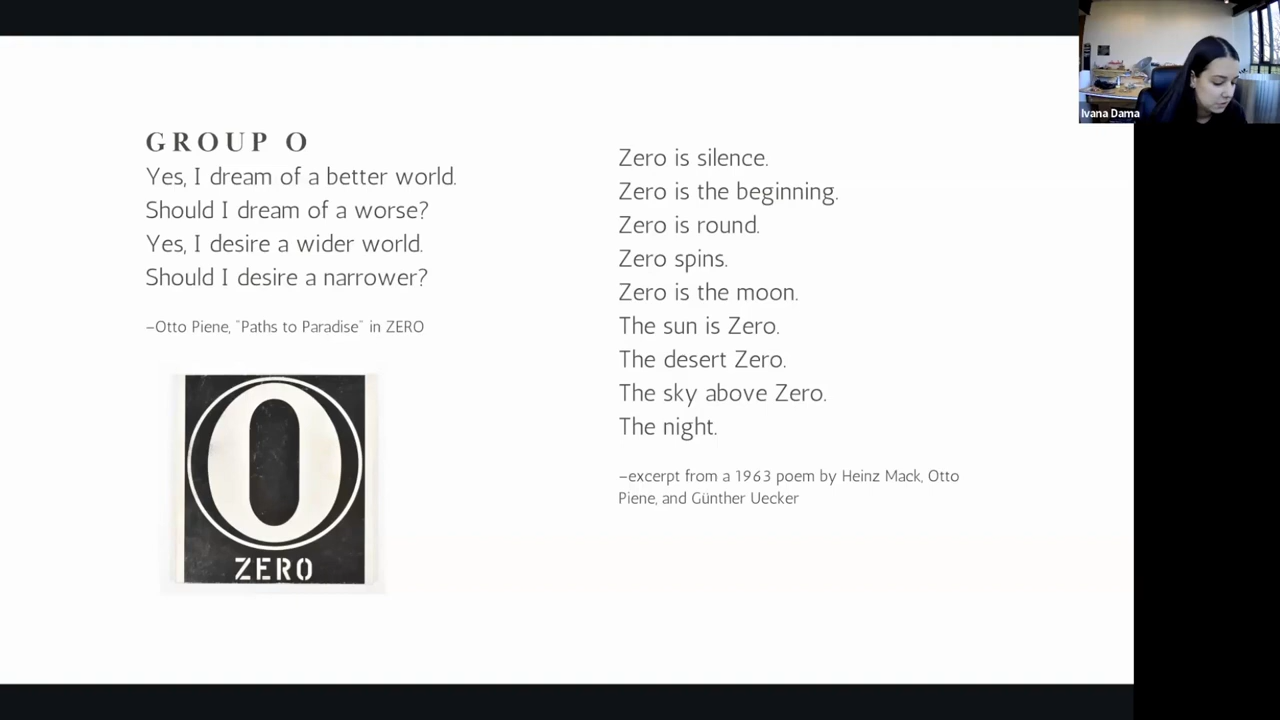 GROUP O
Yes, I dream of a better world.
Should I dream of a worse?
Yes, I desire a wider world.
Should I desire a narrower?
–Otto Piene, "Paths to Paradise" in ZERO
0
ZERO
Zero is silence.
Zero is the beginning.
Zero is round.
Zero spins.
Zero is the moon.
The sun is Zero.
The desert Zero.
The sky above Zero.
The night.
–excerpt from a 1963 poem by Heinz Mack, Otto
Piene, and Günther Uecker
Ivana Dama